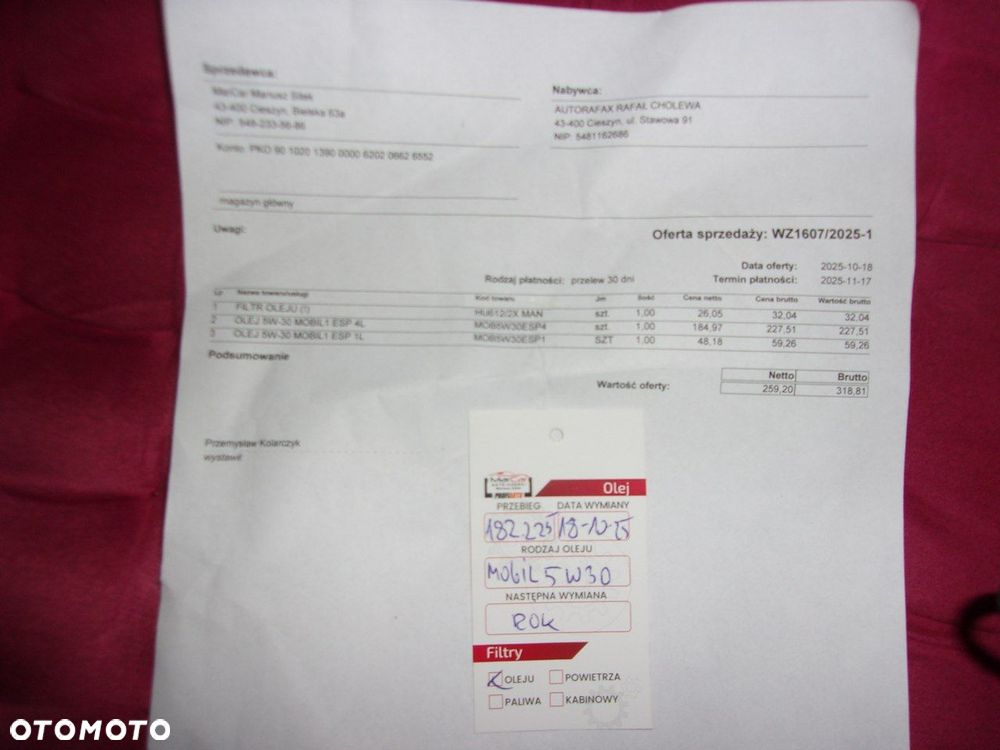 Sprzedawca:
MarCar Mariusz Sitek
43-400 Cieszyn, Bielska 63a
NIP: 548-233-56-86
Konto: PKO 90 1020 1390 0000 6202 0662 6552
Nabywca:
AUTORAFAX RAFAŁ CHOLEWA
43-400 Cieszyn, ul. Stawowa 91
NIP: 5481162686
magazyn główny
Uwagi:
Oferta sprzedaży: WZ1607/2025-1
Data oferty: 2025-10-18
Rodzaj płatności: przelew 30 dni Termin płatności: 2025-11-17
Lp Nazwa towaru/usługi Kod towaru Jm Ilość Cena netto Cena brutto Wartość brutto
1 FILTR OLEJU (!) HU612/2X MAN szt. 1,00 26,05 32,04 32,04
2 OLEJ 5W-30 MOBIL1 ESP 4L MOB5W30ESP4 szt. 1,00 184,97 227,51 227,51
3 OLEJ 5W-30 MOBIL1 ESP 1L MOB5W30ESP1 SZT 1,00 48,18 59,26 59,26
Podsumowanie
Netto Brutto
Wartość oferty: 259,20 318,81
Przemysław Kolarczyk
wystawił
MarCar
PROFIAUTO
Olej
PRZEBIEG DATA WYMIANY
182.225 18-10-25
RODZAJ OLEJU
MOBIL 5W30
NASTĘPNA WYMIANA
ROK
Filtry
OLEJU POWIETRZA
PALIWA KABINOWY
OTOMOTO